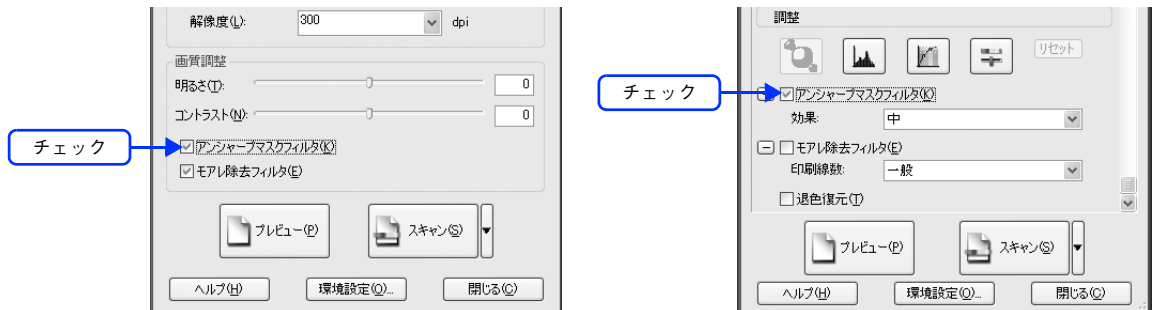 解像度(L): 300 dpi
画質調整
明るさ(T): 0
コントラスト(N): 0
チェック
アンシャープマスクフィルタ(K)
モアレ除去フィルタ(E)
プレビュー(P) スキャン(S)
ヘルプ(H) 環境設定(O)... 閉じる(C)
調整
リセット
チェック
アンシャープマスクフィルタ(K)
効果: 中
モアレ除去フィルタ(E)
印刷線数: 一般
退色復元(T)
プレビュー(P) スキャン(S)
ヘルプ(H) 環境設定(O)... 閉じる(C)